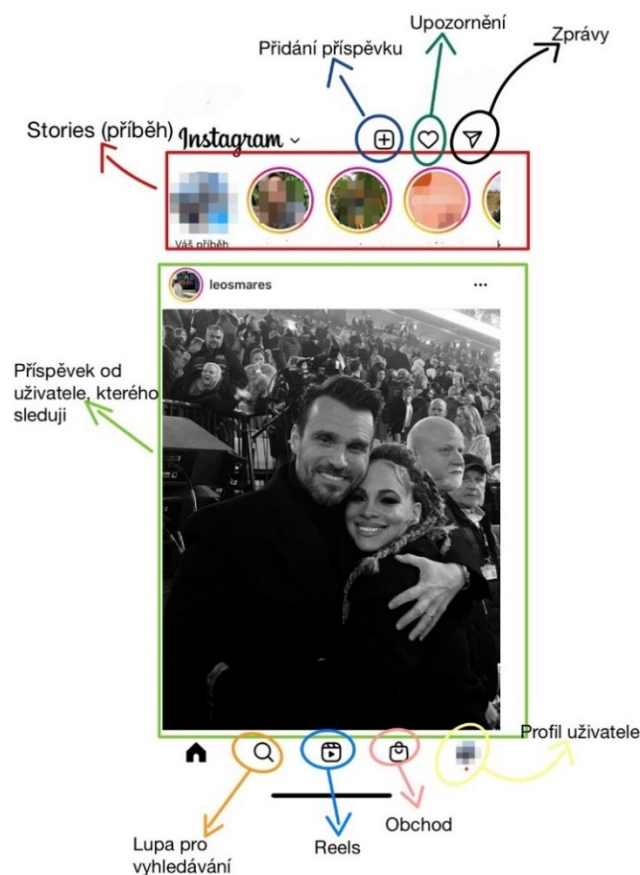 Upozornění
Přidání příspěvku
Zprávy
Stories (příběh)
Instagram
Váš příběh
leosmares
Příspěvek od
uživatele, kterého
sleduji
Profil uživatele
Obchod
Lupa pro
vyhledávání
Reels